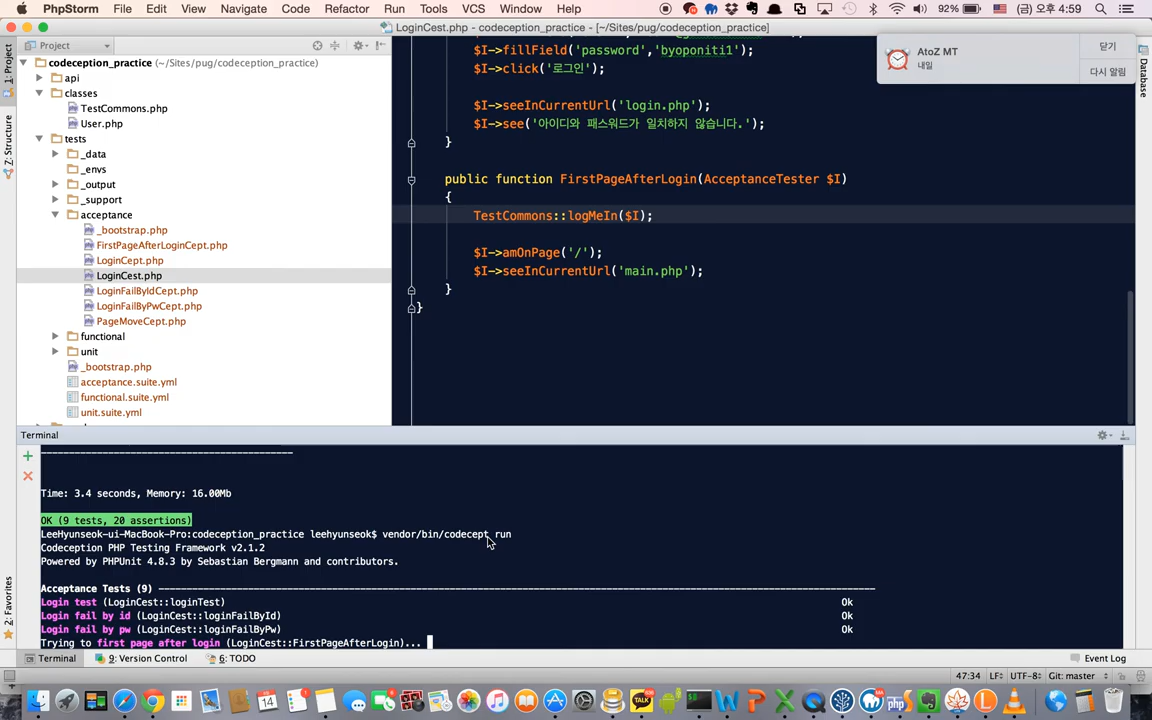 PhpStorm File Edit View Navigate Code Refactor Run Tools VCS Window Help 92% (금) 오후 4:59
LoginCest.php - codeception_practice - [~/Sites/pug/codeception_practice]
AtoZ MT
내일
닫기
다시 알림
1: Project
Z: Structure
2: Favorites
Database
Project
codeception_practice (~/Sites/pug/codeception_practice)
api
classes
TestCommons.php
User.php
tests
_data
_envs
_output
_support
acceptance
_bootstrap.php
FirstPageAfterLoginCept.php
LoginCept.php
LoginCest.php
LoginFailByIdCept.php
LoginFailByPwCept.php
PageMoveCept.php
functional
unit
_bootstrap.php
acceptance.suite.yml
functional.suite.yml
unit.suite.yml
$I->fillField('password','byoponiti1');
$I->click('로그인');
$I->seeInCurrentUrl('login.php');
$I->see('아이디와 패스워드가 일치하지 않습니다.');
}
public function FirstPageAfterLogin(AcceptanceTester $I)
{
TestCommons::logMeIn($I);
$I->amOnPage('/');
$I->seeInCurrentUrl('main.php');
}
}
Terminal
Time: 3.4 seconds, Memory: 16.00Mb
OK (9 tests, 20 assertions)
LeeHyunseok-ui-MacBook-Pro:codeception_practice leehyunseok$ vendor/bin/codecept run
Codeception PHP Testing Framework v2.1.2
Powered by PHPUnit 4.8.3 by Sebastian Bergmann and contributors.
Acceptance Tests (9)
Login test (LoginCest::loginTest) Ok
Login fail by id (LoginCest::loginFailById) Ok
Login fail by pw (LoginCest::loginFailByPw) Ok
Trying to first page after login (LoginCest::FirstPageAfterLogin)...
Terminal 9: Version Control 6: TODO Event Log
47:34 LF÷ UTF-8÷ Git: master÷